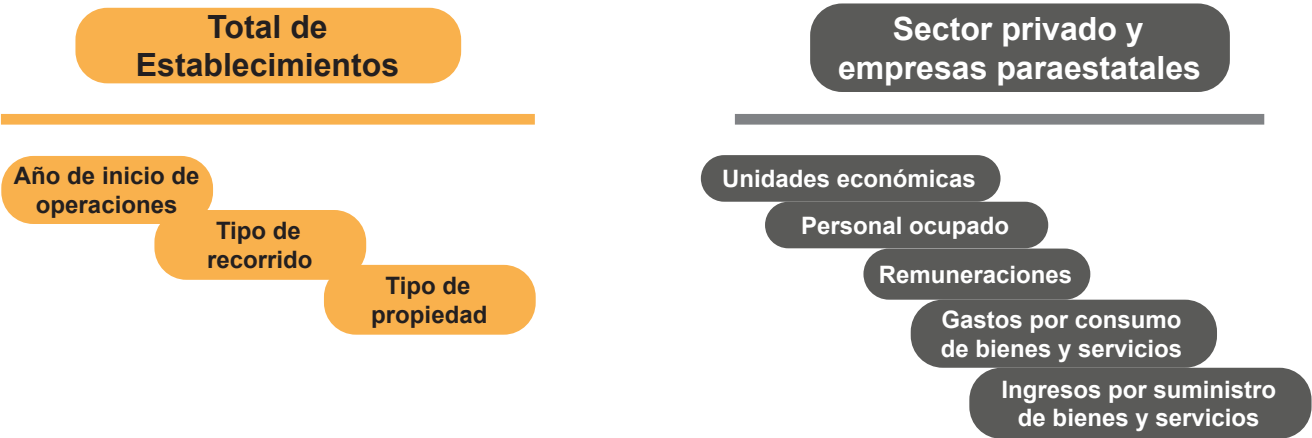 Total de
Establecimientos
Año de inicio de
operaciones
Tipo de
recorrido
Tipo de
propiedad
Sector privado y
empresas paraestatales
Unidades económicas
Personal ocupado
Remuneraciones
Gastos por consumo
de bienes y servicios
Ingresos por suministro
de bienes y servicios